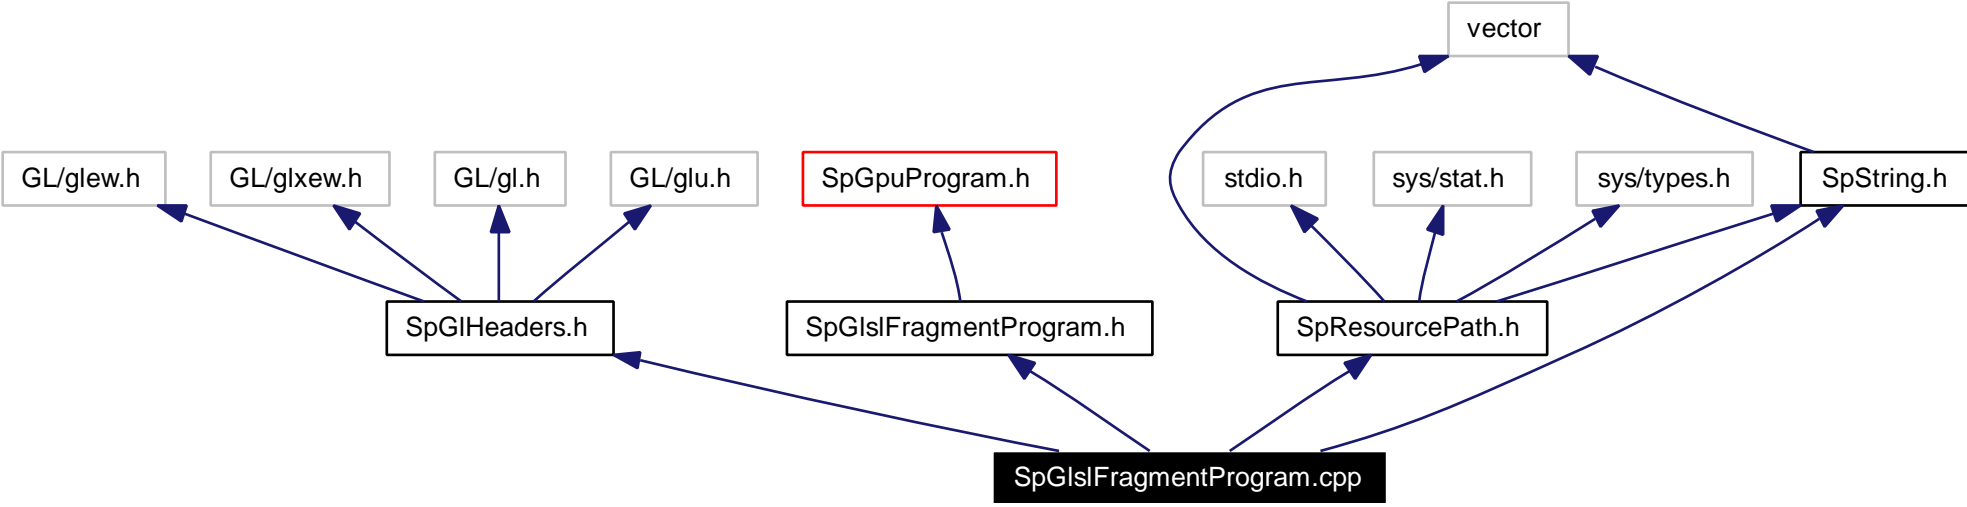 vector
GL/glew.h
GL/glxew.h
GL/gl.h
GL/glu.h
SpGpuProgram.h
stdio.h
sys/stat.h
sys/types.h
SpString.h
SpGlHeaders.h
SpGlslFragmentProgram.h
SpResourcePath.h
SpGlslFragmentProgram.cpp